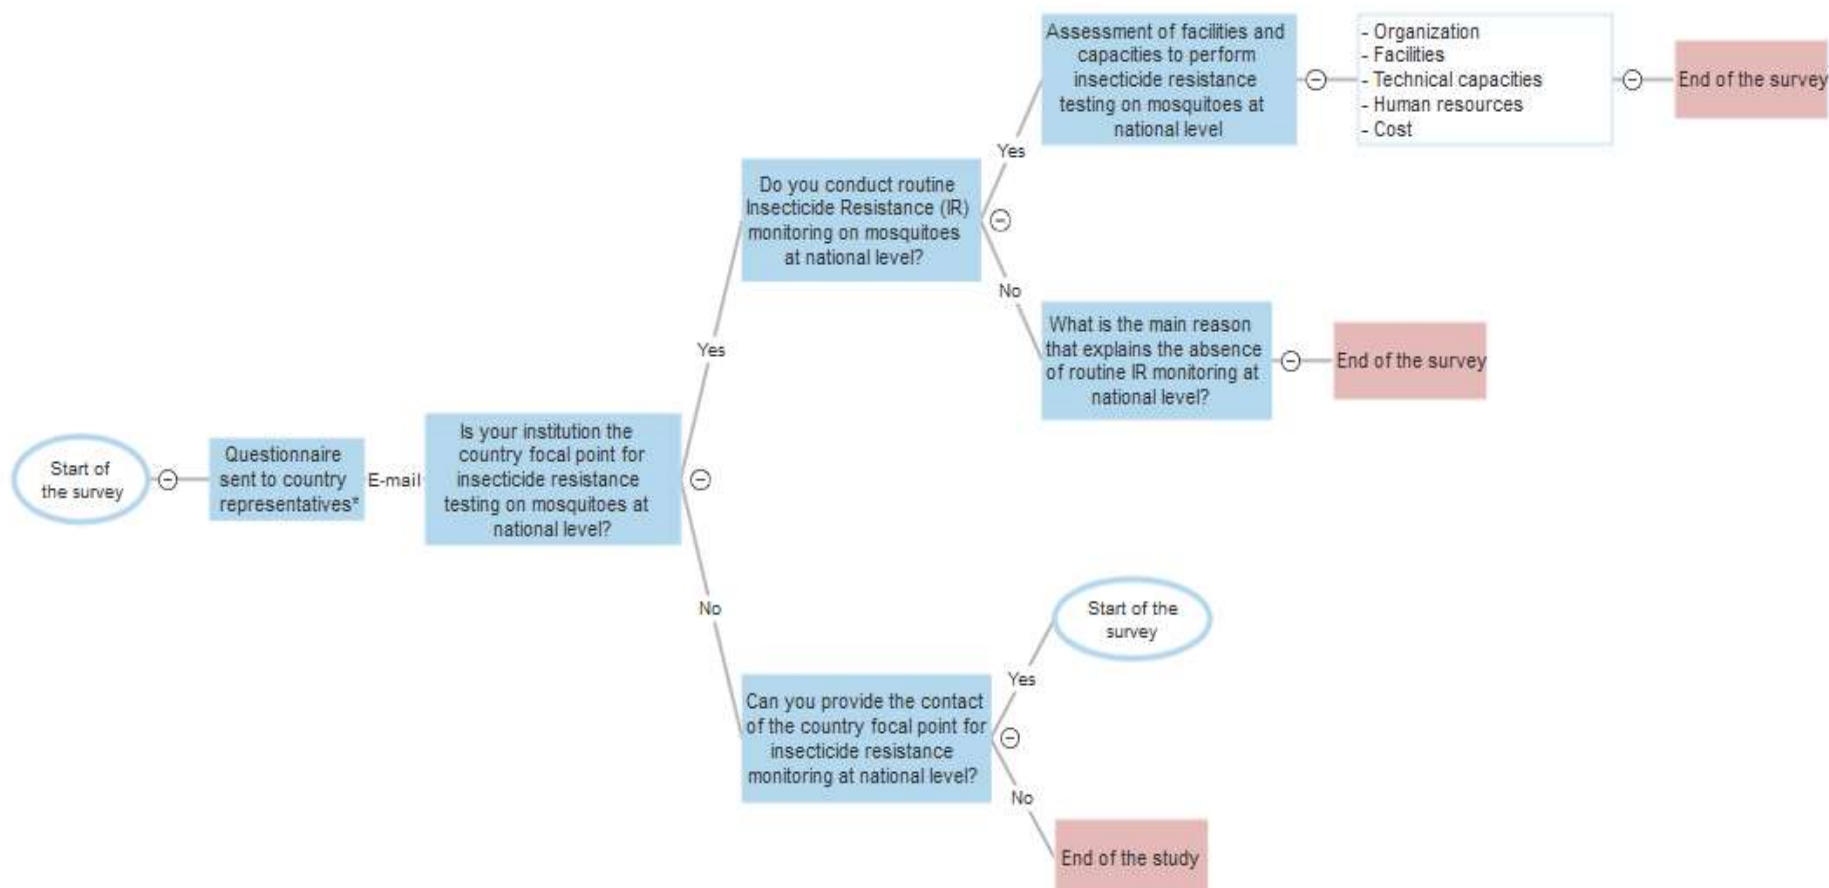 Start of
the survey
Questionnaire
sent to country
representatives*
E-mail
Is your institution the
country focal point for
insecticide resistance
testing on mosquitoes at
national level?
Yes
Do you conduct routine
Insecticide Resistance (IR)
monitoring on mosquitoes
at national level?
Yes
Assessment of facilities and
capacities to perform
insecticide resistance
testing on mosquitoes at
national level
- Organization
- Facilities
- Technical capacities
- Human resources
- Cost
End of the survey
No
What is the main reason
that explains the absence
of routine IR monitoring at
national level?
End of the survey
No
Can you provide the contact
of the country focal point for
insecticide resistance
monitoring at national level?
Yes
Start of the
survey
No
End of the study